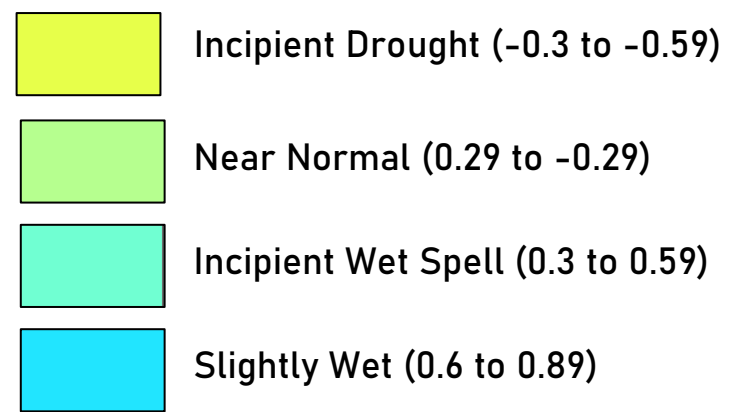 Incipient Drought (-0.3 to -0.59)
Near Normal (0.29 to -0.29)
Incipient Wet Spell (0.3 to 0.59)
Slightly Wet (0.6 to 0.89)